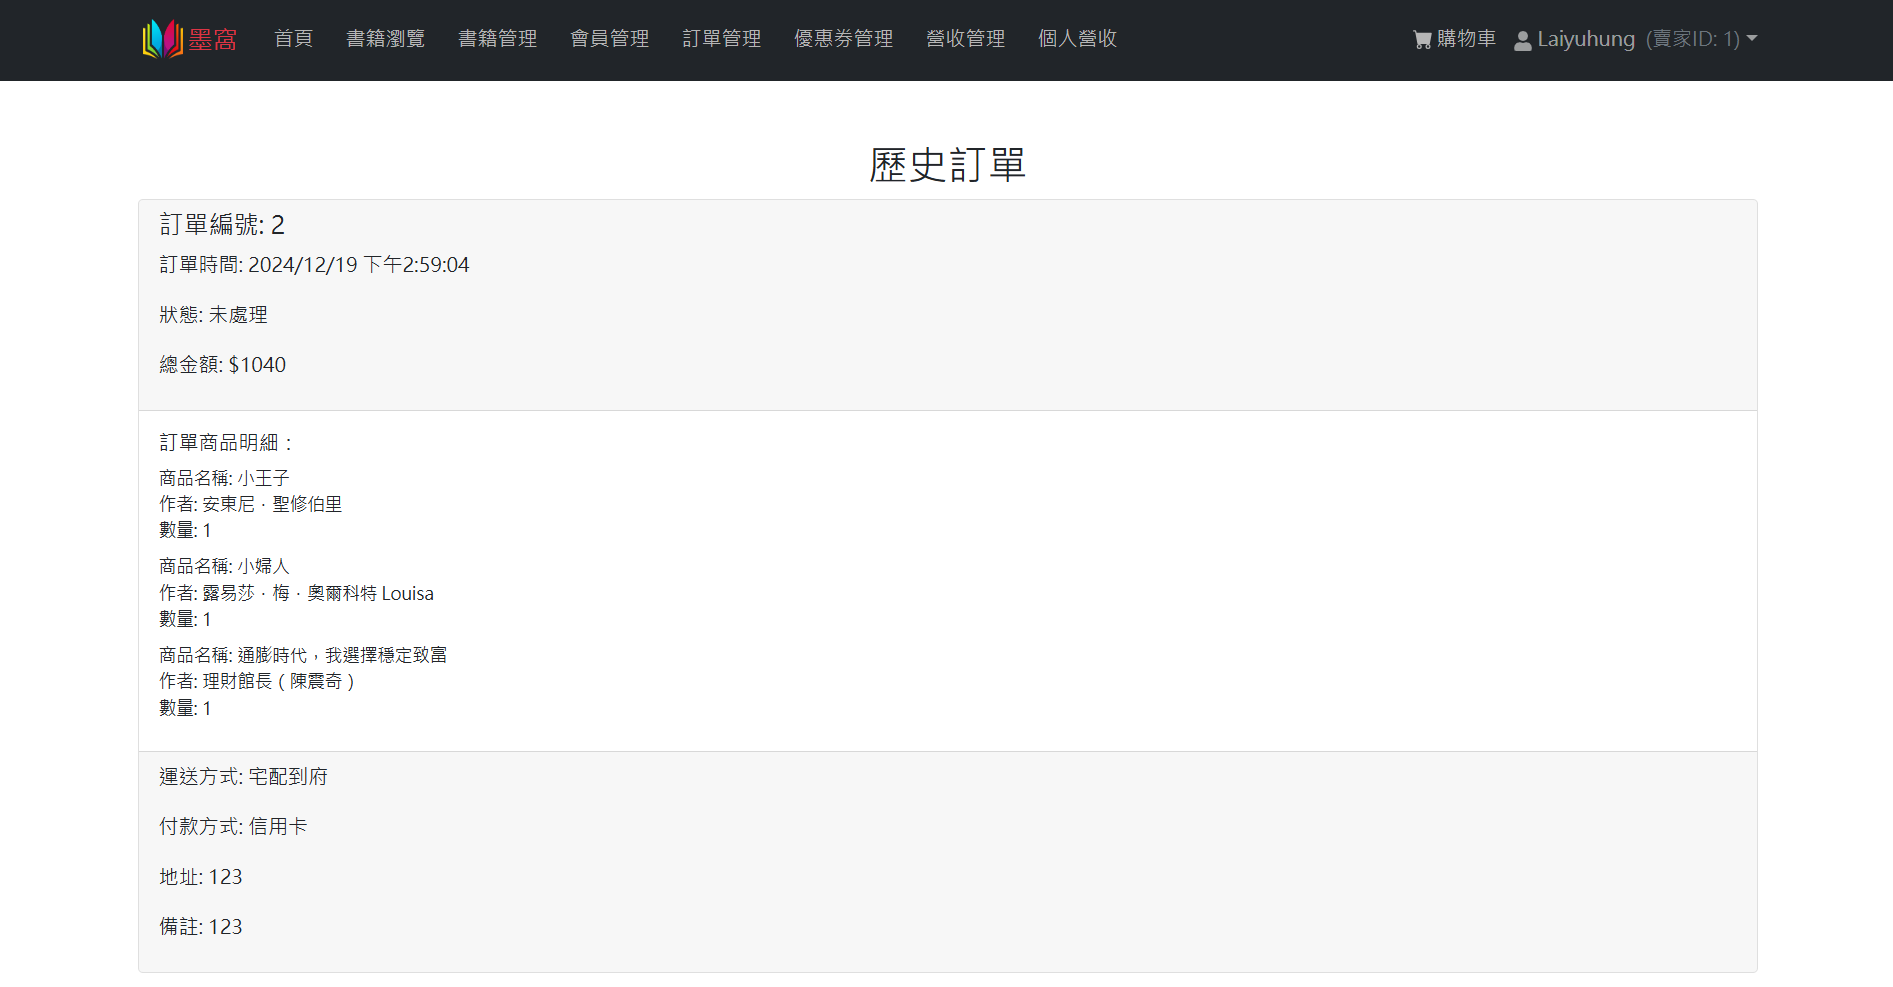 墨窩 首頁 書籍瀏覽 書籍管理 會員管理 訂單管理 優惠券管理 營收管理 個人營收 購物車 Laiyuhung (賣家ID: 1)
歷史訂單
訂單編號: 2
訂單時間: 2024/12/19 下午2:59:04
狀態: 未處理
總金額: $1040
訂單商品明細：
商品名稱: 小王子
作者: 安東尼．聖修伯里
數量: 1
商品名稱: 小婦人
作者: 露易莎．梅．奧爾科特 Louisa
數量: 1
商品名稱: 通膨時代，我選擇穩定致富
作者: 理財館長（陳震奇）
數量: 1
運送方式: 宅配到府
付款方式: 信用卡
地址: 123
備註: 123